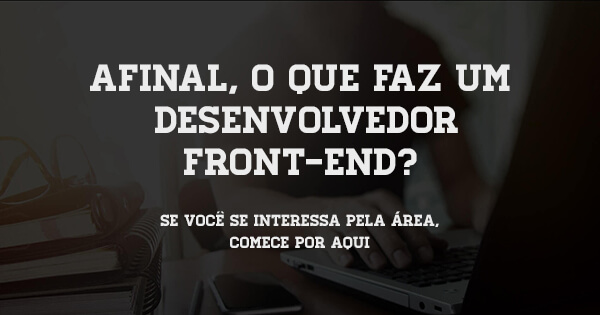 AFINAL, O QUE FAZ UM
DESENVOLVEDOR
FRONT-END?
SE VOCÊ SE INTERESSA PELA ÁREA,
COMECE POR AQUI